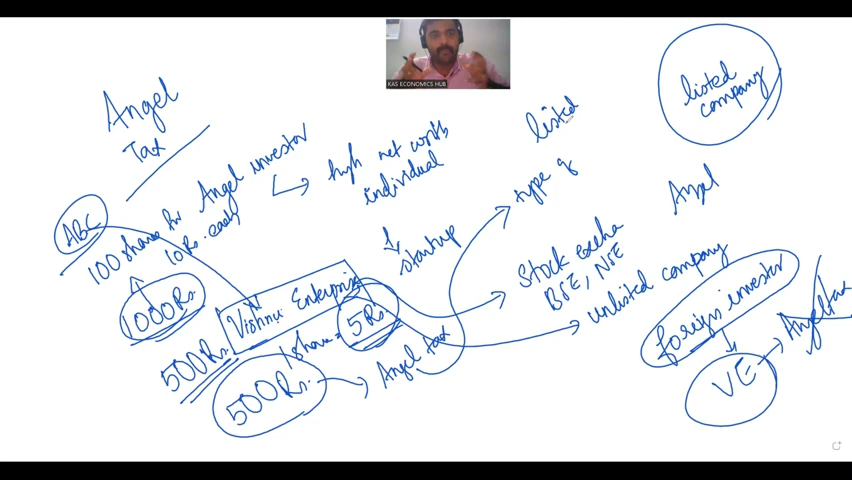 KAS ECONOMICS HUB
Angel
Tax
Angel investor
high net worth
individual
startup
ABC
100 share for
10 Rs. each
1000 Rs.
500 Rs.
Vishnu Enterprise
1 share =
5 Rs.
500 Rs.
Angel tax
listed
type of
Stock excha
BSE, NSE
unlisted company
listed
company
Angel
foreign investor
VE
Angel tax